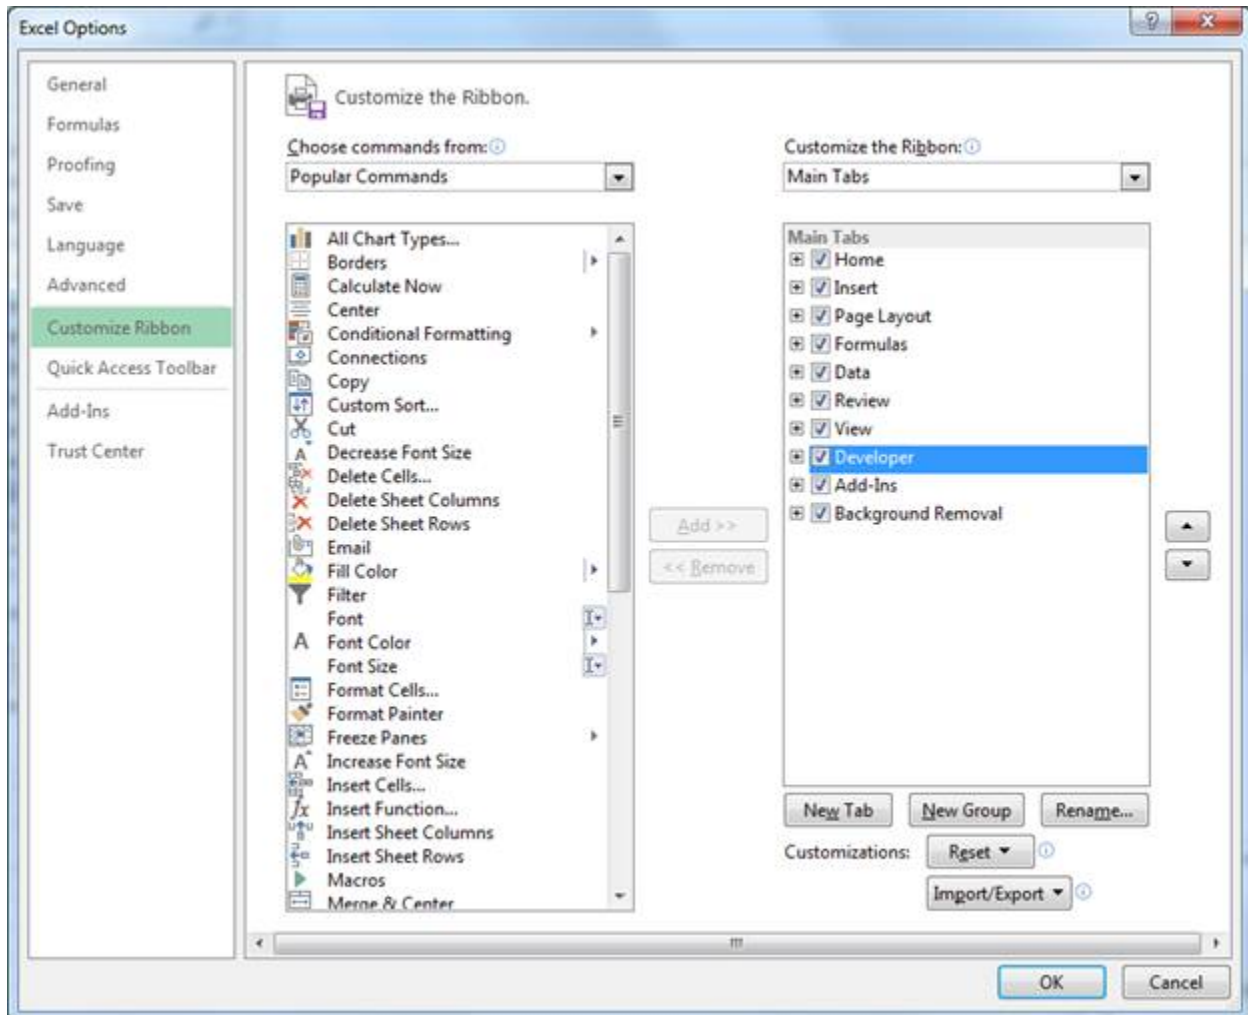 Excel Options
General
Formulas
Proofing
Save
Language
Advanced
Customize Ribbon
Quick Access Toolbar
Add-Ins
Trust Center
Customize the Ribbon.
Choose commands from:
Popular Commands
All Chart Types...
Borders
Calculate Now
Center
Conditional Formatting
Connections
Copy
Custom Sort...
Cut
Decrease Font Size
Delete Cells...
Delete Sheet Columns
Delete Sheet Rows
Email
Fill Color
Filter
Font
Font Color
Font Size
Format Cells...
Format Painter
Freeze Panes
Increase Font Size
Insert Cells...
Insert Function...
Insert Sheet Columns
Insert Sheet Rows
Macros
Merge & Center
Add >>
<< Remove
Customize the Ribbon:
Main Tabs
Main Tabs
Home
Insert
Page Layout
Formulas
Data
Review
View
Developer
Add-Ins
Background Removal
New Tab New Group Rename...
Customizations: Reset
Import/Export
OK Cancel